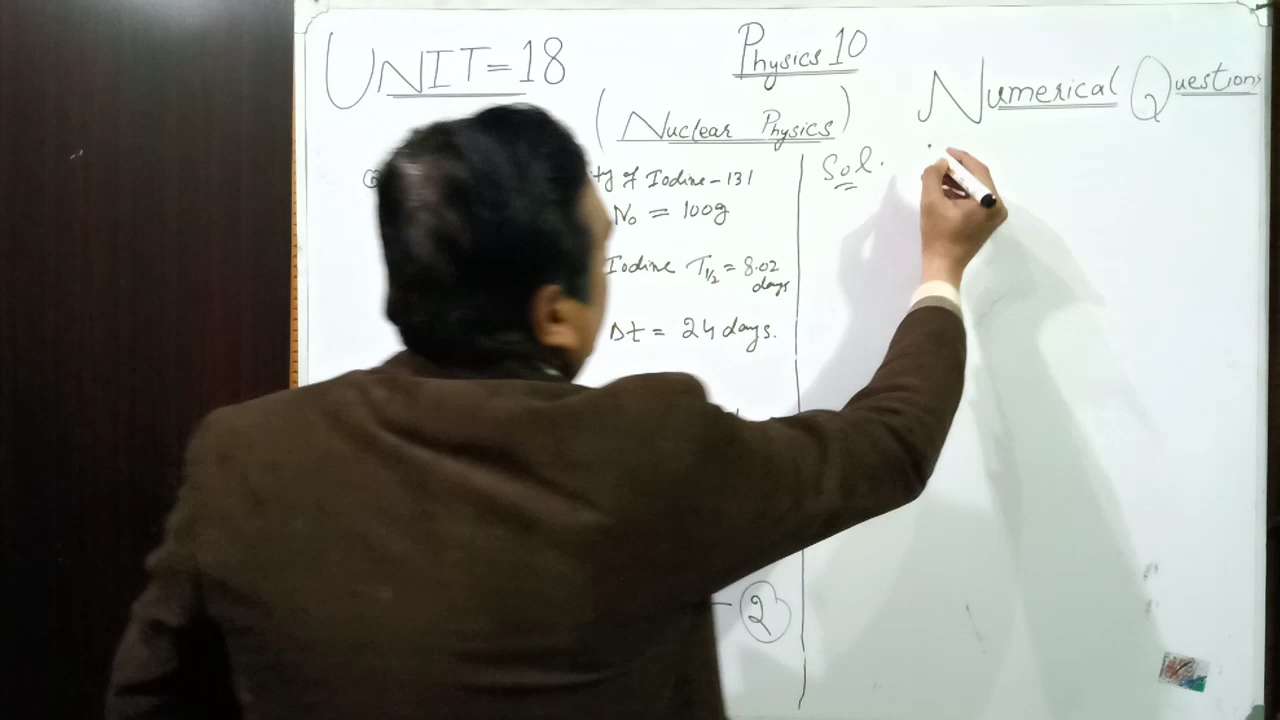 UNIT=18
Physics 10
(Nuclear Physics)
Numerical Questions
of Iodine-131
N₀ = 100g
Iodine T1/2 = 8.02 days
Δt = 24 days.
2
Sol.